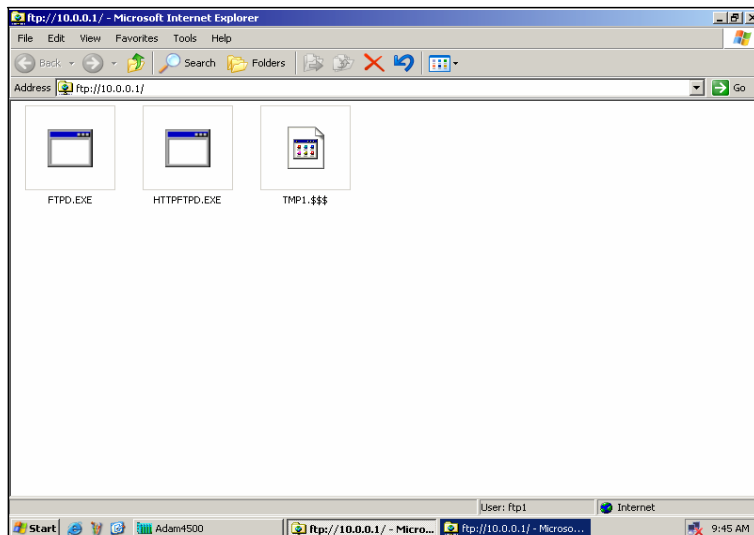 ftp://10.0.0.1/ - Microsoft Internet Explorer
File Edit View Favorites Tools Help
Back Search Folders
Address ftp://10.0.0.1/ Go
FTPD.EXE HTTPFTPD.EXE TMP1.$$$
User: ftp1 Internet
Start Adam4500 ftp://10.0.0.1/ - Micro... ftp://10.0.0.1/ - Microso... 9:45 AM